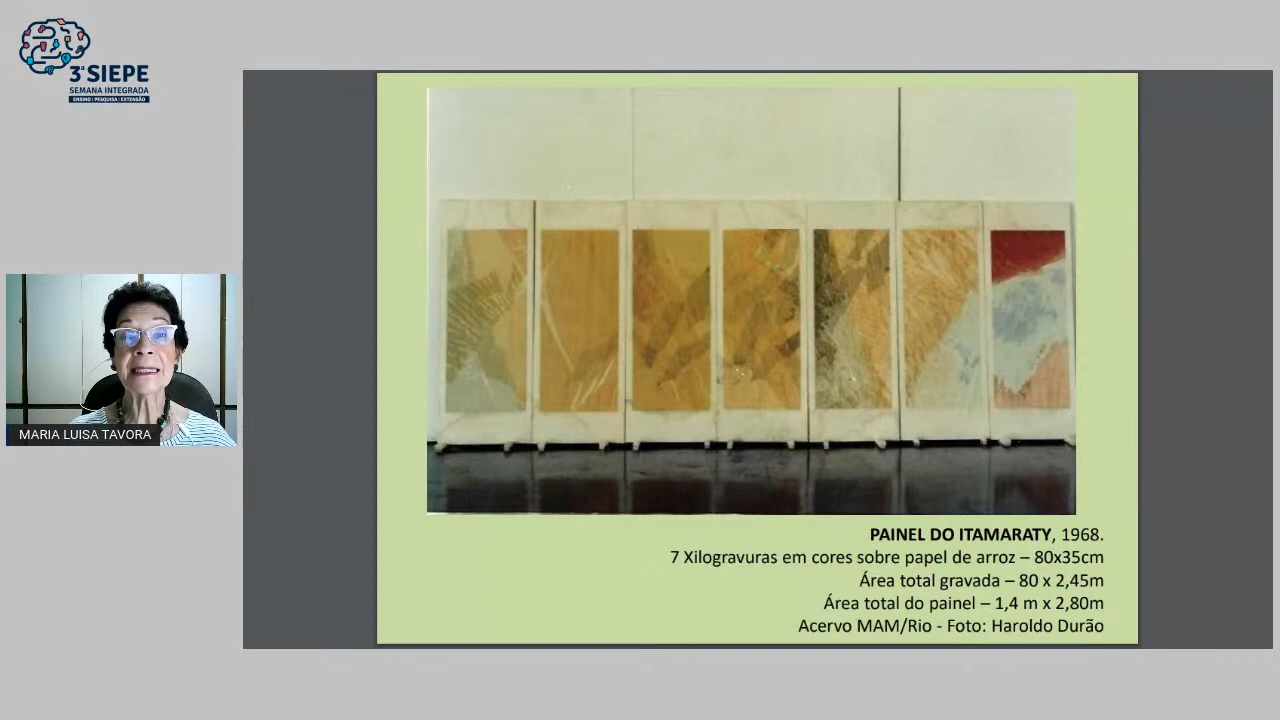 3ª SIEPE
SEMANA INTEGRADA
ENSINO | PESQUISA | EXTENSÃO
MARIA LUISA TAVORA
PAINEL DO ITAMARATY, 1968.
7 Xilogravuras em cores sobre papel de arroz – 80x35cm
Área total gravada – 80 x 2,45m
Área total do painel – 1,4 m x 2,80m
Acervo MAM/Rio - Foto: Haroldo Durão